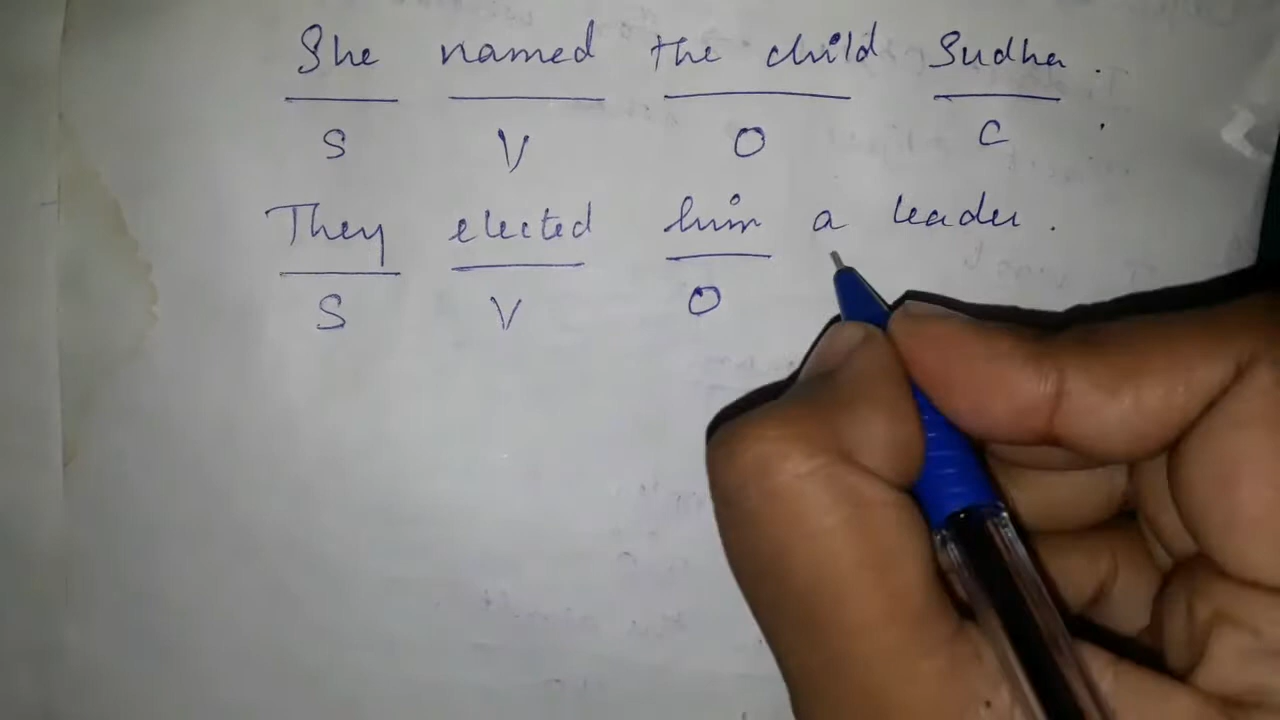 She named the child Sudha.
S V O C
They elected him a leader.
S V O